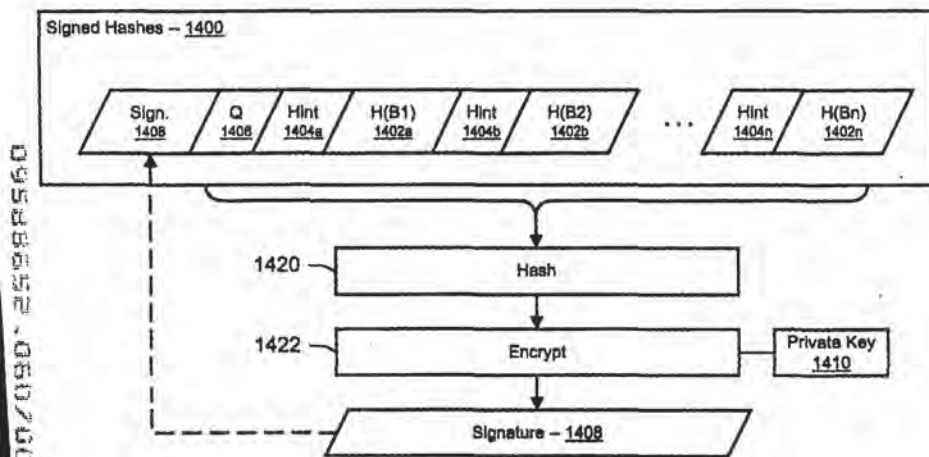 Signed Hashes – 1400
Sign. Q Hint H(B1) Hint H(B2) ... Hint H(Bn)
1408 1406 1404a 1402a 1404b 1402b 1404n 1402n
1420 Hash
1422 Encrypt Private Key
1410
Signature – 1408